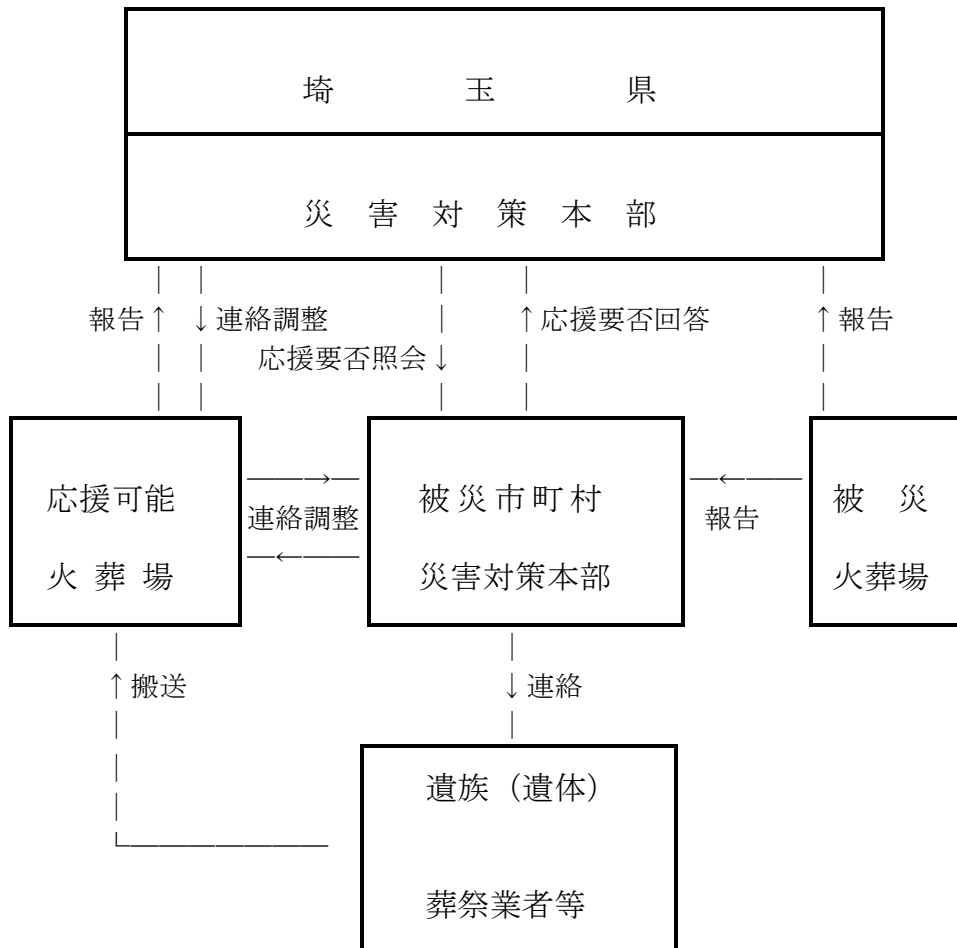 埼玉県
災害対策本部
報告
連絡調整
応援要否照会
応援要否回答
報告
応援可能
火葬場
連絡調整
被災市町村
災害対策本部
報告
被災
火葬場
搬送
連絡
遺族（遺体）
葬祭業者等